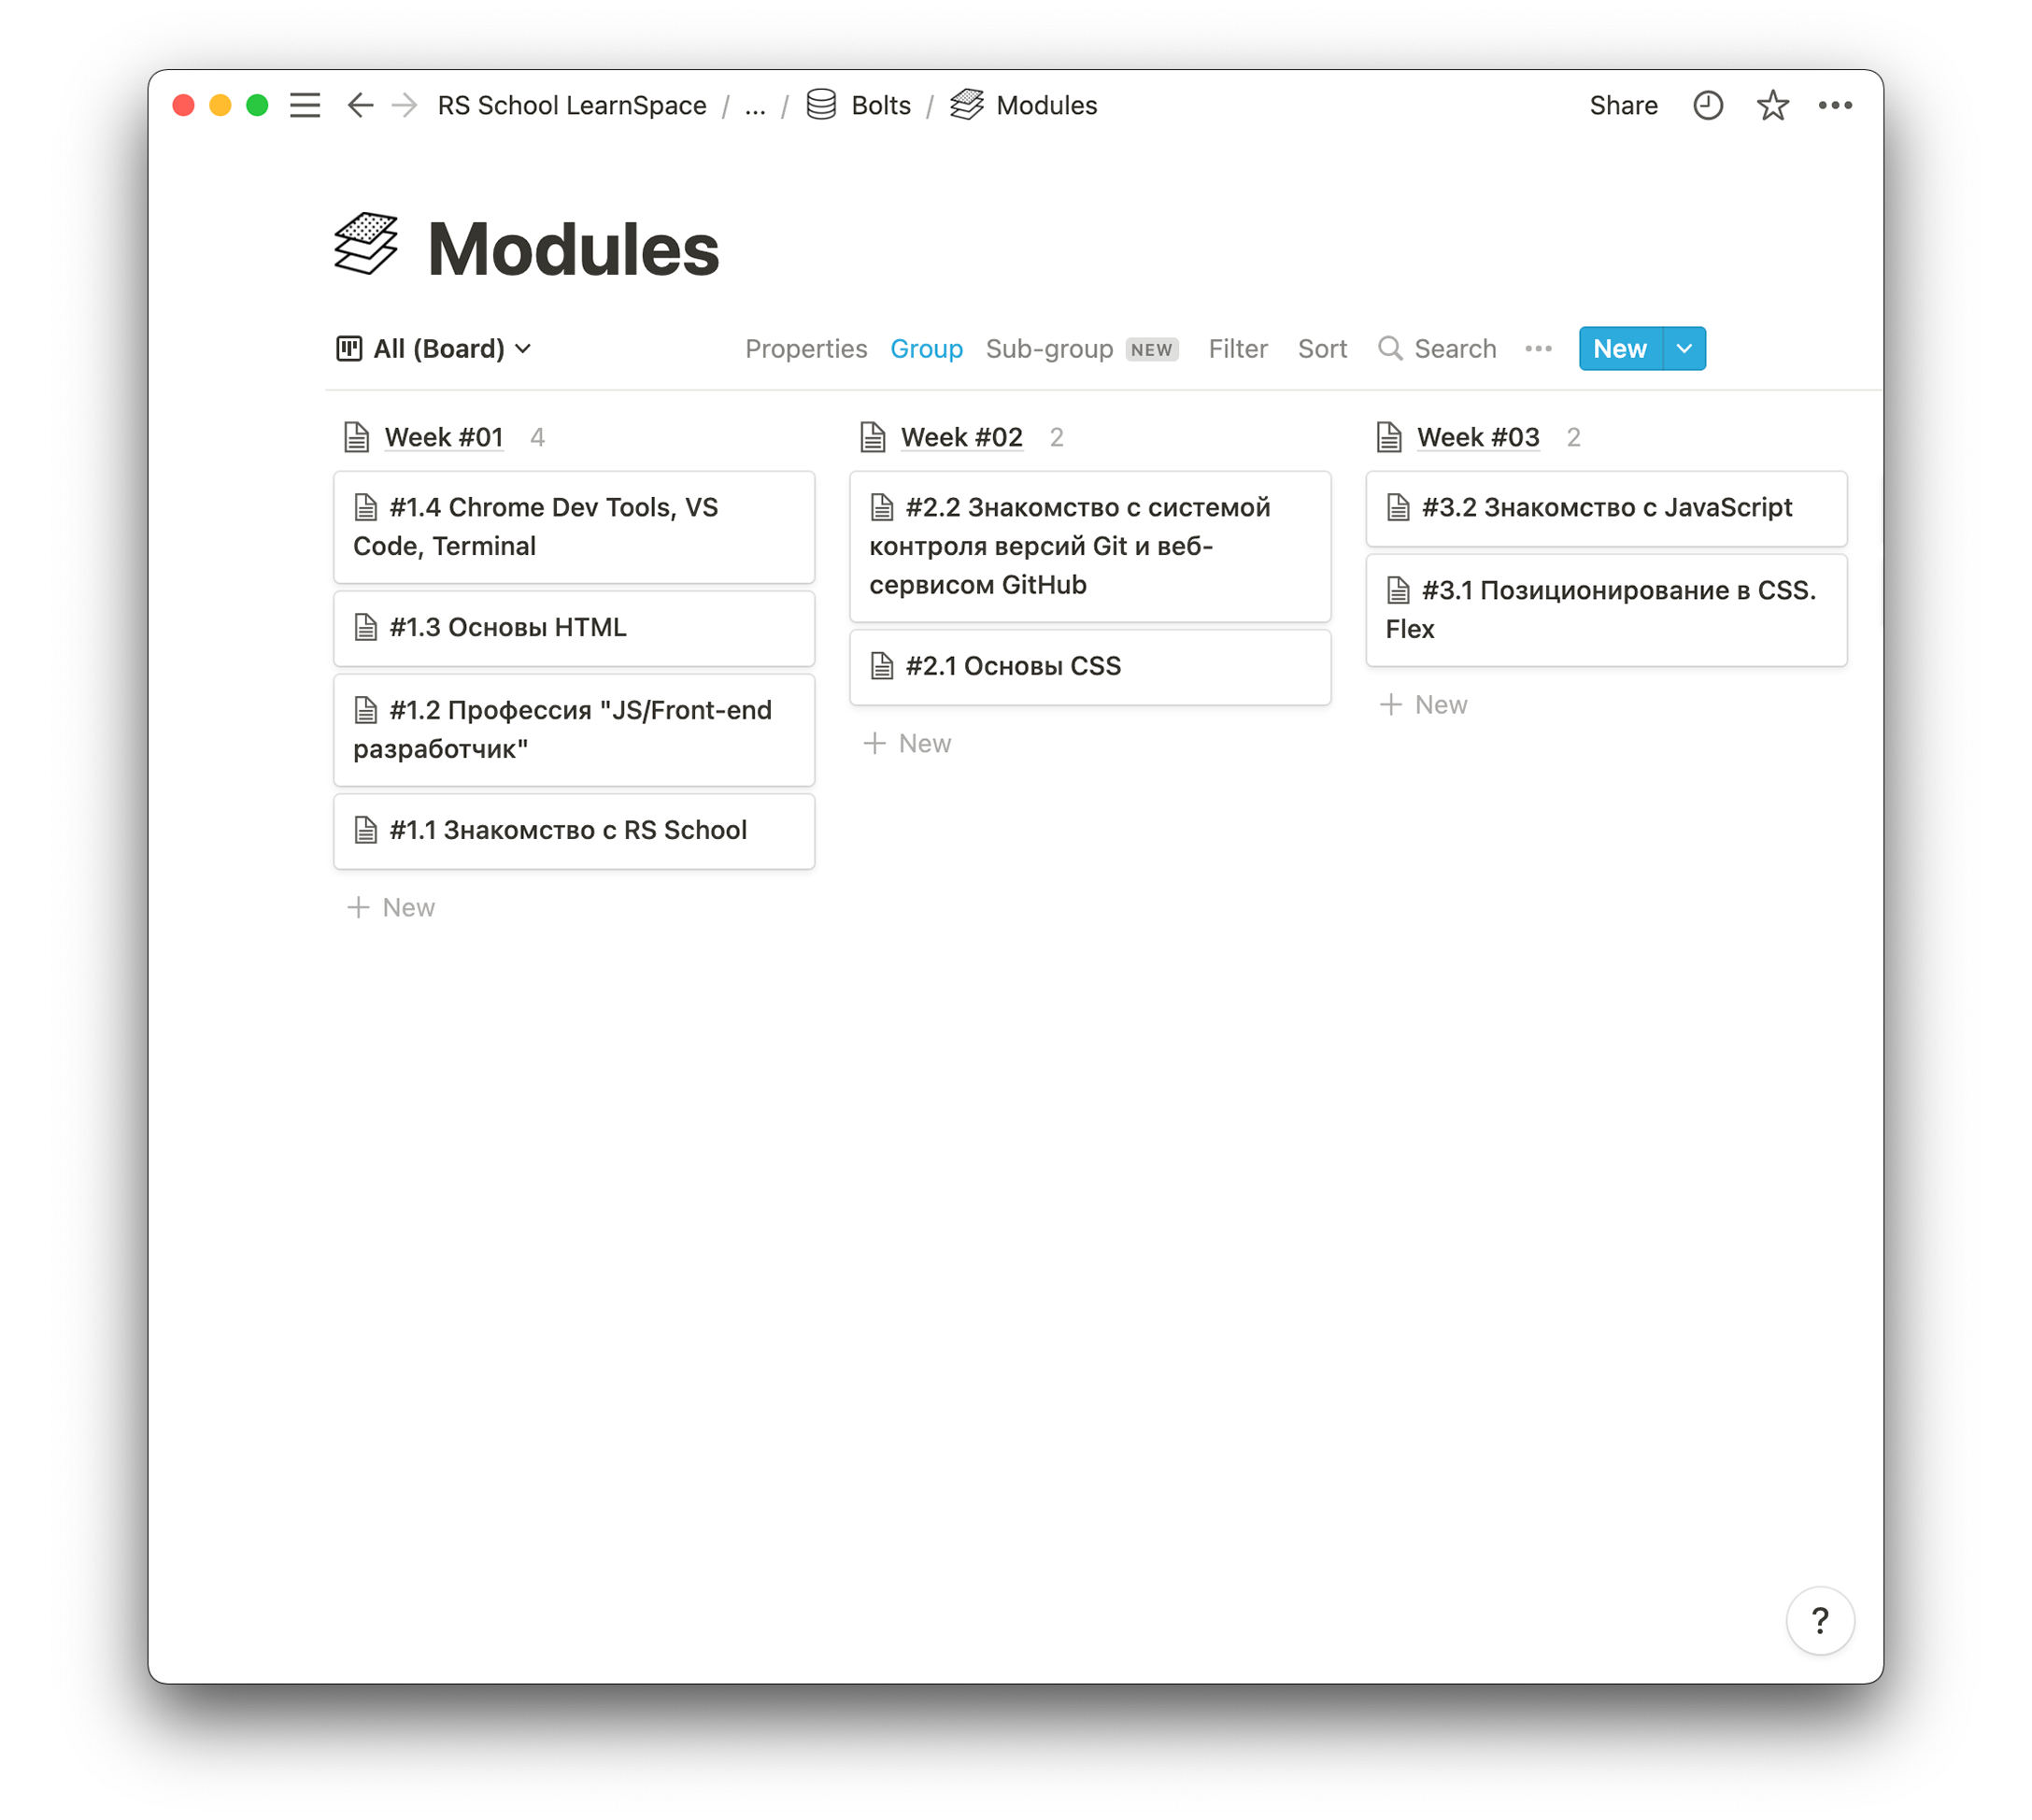 RS School LearnSpace / ... / Bolts / Modules
Share
Modules
All (Board)
Properties Group Sub-group NEW Filter Sort Search New
Week #01 4
#1.4 Chrome Dev Tools, VS
Code, Terminal
#1.3 Основы HTML
#1.2 Профессия "JS/Front-end
разработчик"
#1.1 Знакомство с RS School
+ New
Week #02 2
#2.2 Знакомство с системой
контроля версий Git и веб-
сервисом GitHub
#2.1 Основы CSS
+ New
Week #03 2
#3.2 Знакомство с JavaScript
#3.1 Позиционирование в CSS.
Flex
+ New
?